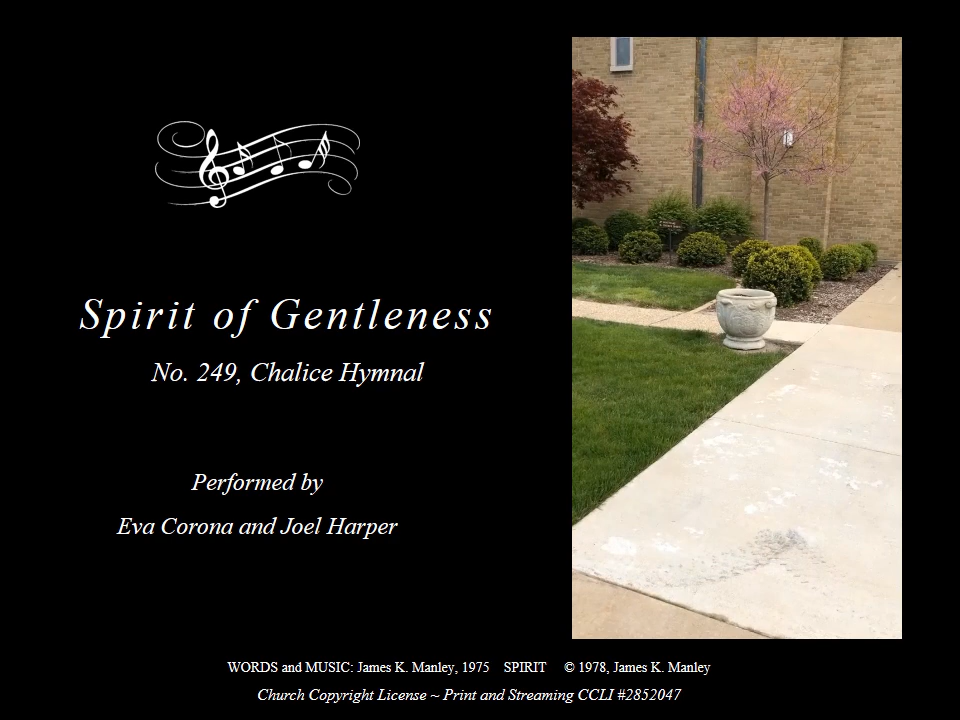 Spirit of Gentleness
No. 249, Chalice Hymnal
Performed by
Eva Corona and Joel Harper
WORDS and MUSIC: James K. Manley, 1975    SPIRIT    © 1978, James K. Manley
Church Copyright License ~ Print and Streaming CCLI #2852047